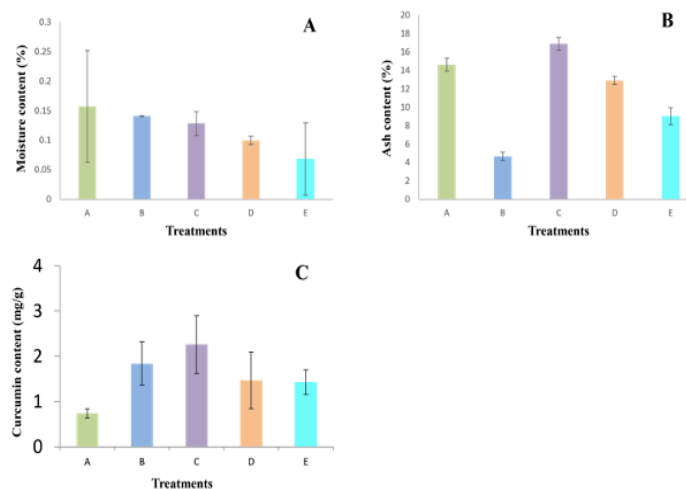 A
Moisture content (%)
0.3
0.25
0.2
0.15
0.1
0.05
0
A B C D E
Treatments
B
Ash content (%)
20
18
16
14
12
10
8
6
4
2
0
A B C D E
Treatments
C
Curcumin content (mg/g)
4
3
2
1
0
A B C D E
Treatments